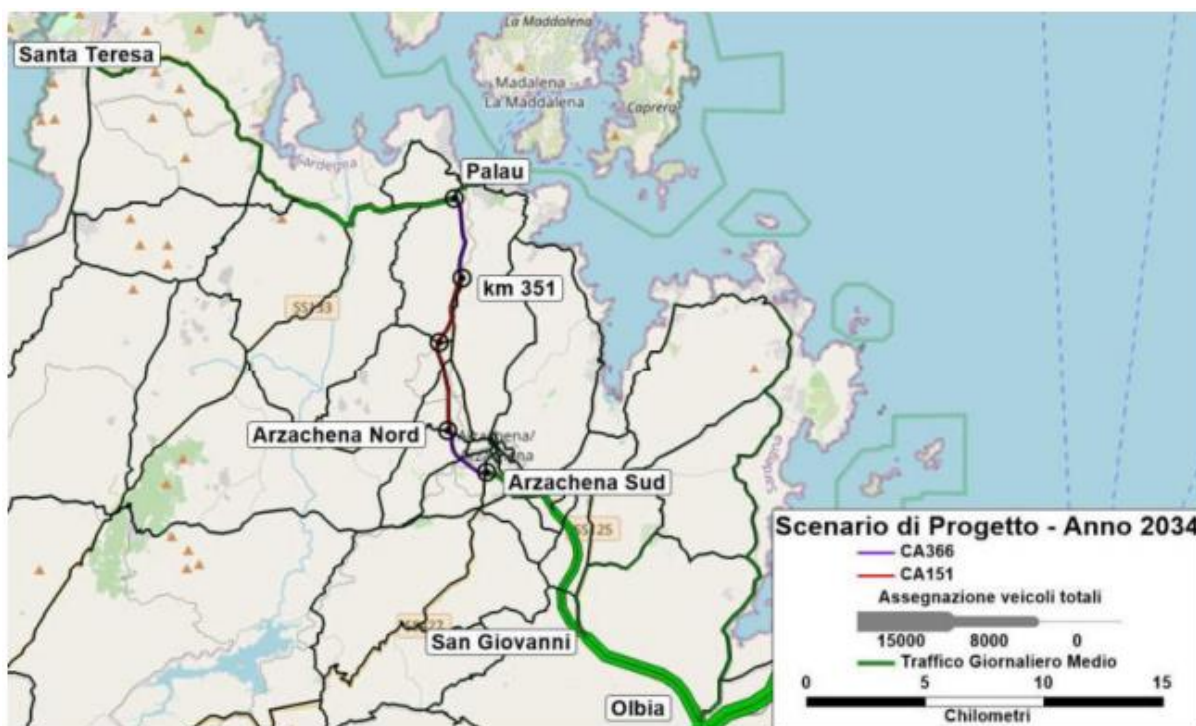 La Maddalena
Santa Teresa
Madalena -
La Maddalena
Caprera
Sardegna
Palau
km 351
SS133
Arzachena Nord
Arzachena/
Arzachena Sud
SS125
San Giovanni
Olbia
Scenario di Progetto - Anno 2034
CA366
CA151
Assegnazione veicoli totali
15000 8000 0
Traffico Giornaliero Medio
0 5 10 15
Chilometri